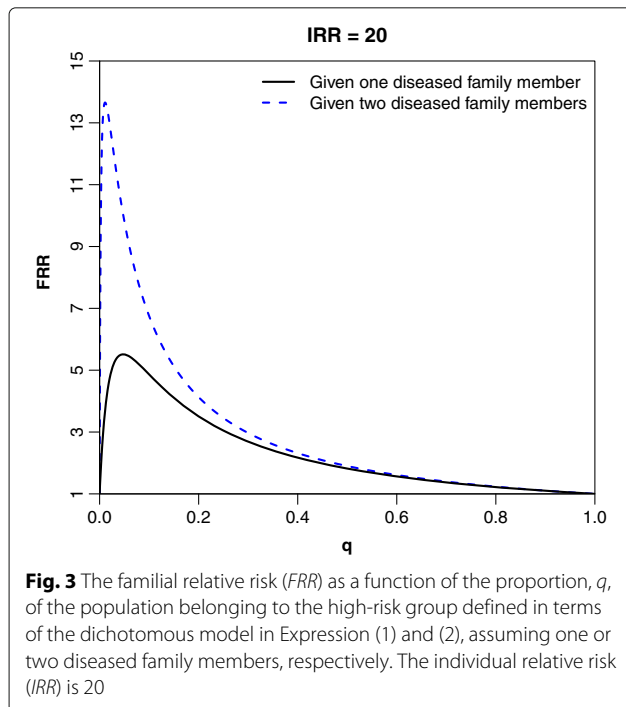 IRR = 20
Given one diseased family member
Given two diseased family members
15
13
11
9
7
5
3
1
FRR
0.0 0.2 0.4 0.6 0.8 1.0
q
Fig. 3 The familial relative risk (FRR) as a function of the proportion, q,
of the population belonging to the high-risk group defined in terms
of the dichotomous model in Expression (1) and (2), assuming one or
two diseased family members, respectively. The individual relative risk
(IRR) is 20